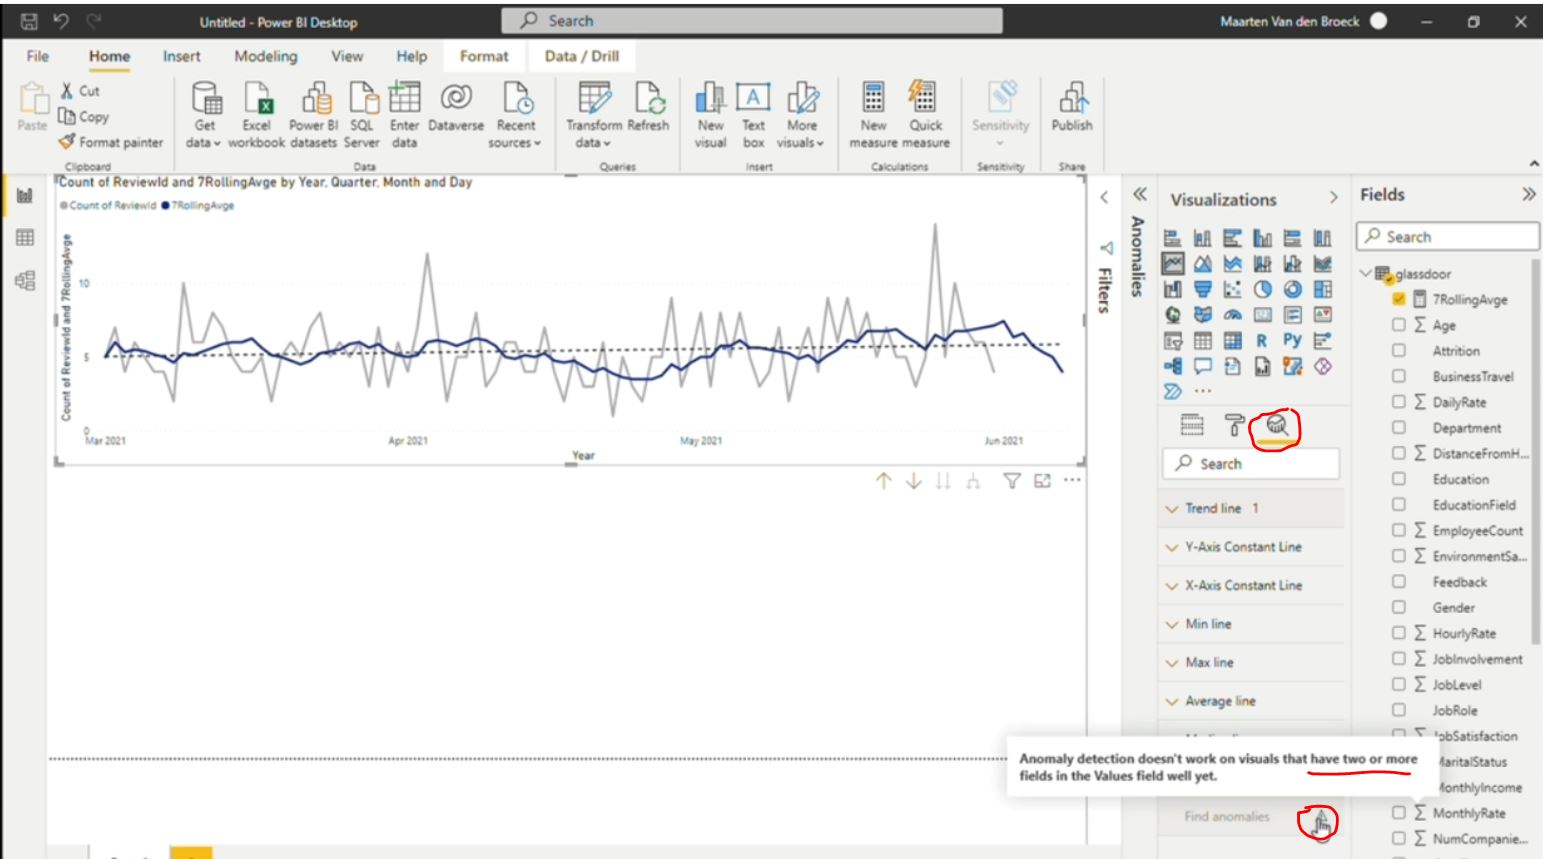 Untitled - Power BI Desktop
Search
Maarten Van den Broeck
File Home Insert Modeling View Help Format Data / Drill
Paste
Cut
Copy
Format painter
Get data
Excel workbook
Power BI datasets
SQL Server
Enter data
Dataverse
Recent sources
Transform data
Refresh
New visual
Text box
More visuals
New measure
Quick measure
Sensitivity
Publish
Clipboard
Data
Queries
Insert
Calculations
Sensitivity
Share
Count of ReviewId and 7RollingAvge by Year, Quarter, Month and Day
Count of ReviewId 7RollingAvge
Count of ReviewId and 7RollingAvge
10
5
0
Mar 2021
Apr 2021
May 2021
Jun 2021
Year
Filters
Anomalies
Visualizations
R
Py
Search
Trend line 1
Y-Axis Constant Line
X-Axis Constant Line
Min line
Max line
Average line
Anomaly detection doesn't work on visuals that have two or more
fields in the Values field well yet.
Find anomalies
Fields
Search
glassdoor
7RollingAvge
Age
Attrition
BusinessTravel
DailyRate
Department
DistanceFromH...
Education
EducationField
EmployeeCount
EnvironmentSa...
Feedback
Gender
HourlyRate
JobInvolvement
JobLevel
JobRole
JobSatisfaction
MaritalStatus
MonthlyIncome
MonthlyRate
NumCompanie...